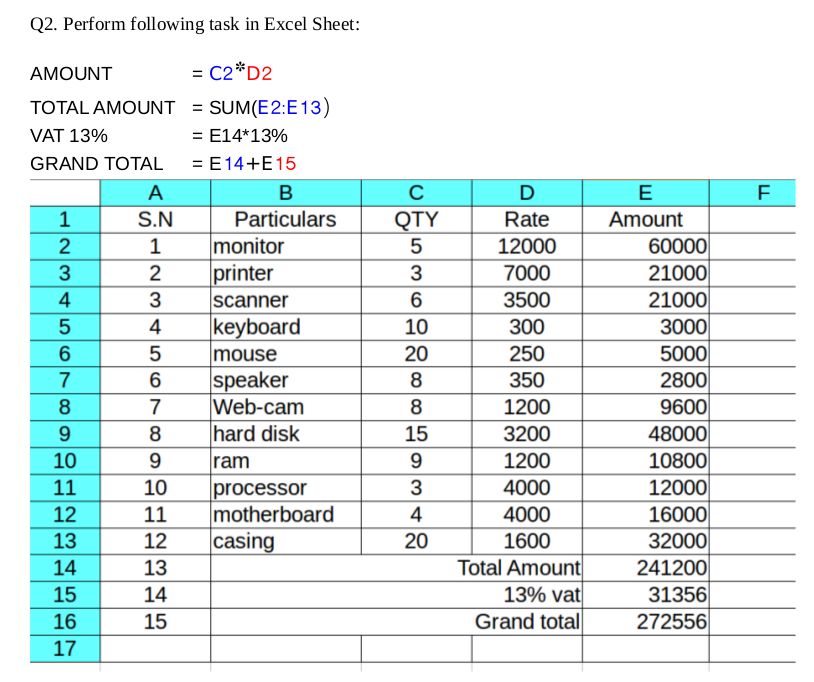 Q2. Perform following task in Excel Sheet:
AMOUNT = C2*D2
TOTAL AMOUNT = SUM(E2:E13)
VAT 13% = E14*13%
GRAND TOTAL = E14+E15
A B C D E F
1 S.N Particulars QTY Rate Amount
2 1 monitor 5 12000 60000
3 2 printer 3 7000 21000
4 3 scanner 6 3500 21000
5 4 keyboard 10 300 3000
6 5 mouse 20 250 5000
7 6 speaker 8 350 2800
8 7 Web-cam 8 1200 9600
9 8 hard disk 15 3200 48000
10 9 ram 9 1200 10800
11 10 processor 3 4000 12000
12 11 motherboard 4 4000 16000
13 12 casing 20 1600 32000
14 13 Total Amount 241200
15 14 13% vat 31356
16 15 Grand total 272556
17